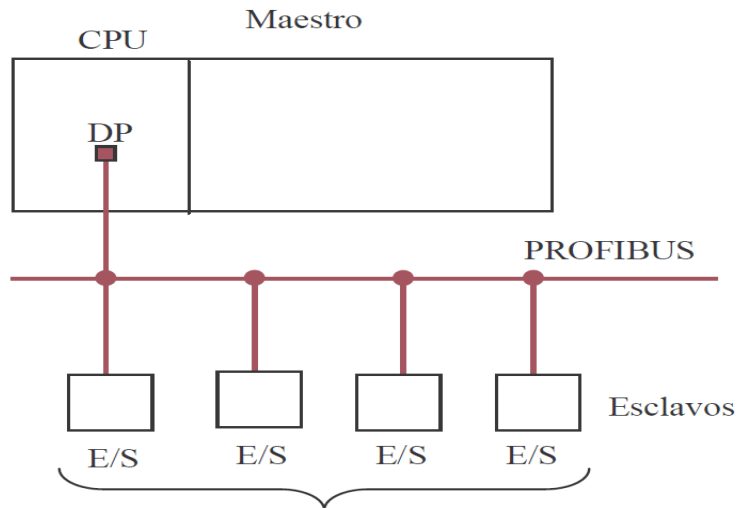 Maestro
CPU
DP
PROFIBUS
Esclavos
E/S E/S E/S E/S